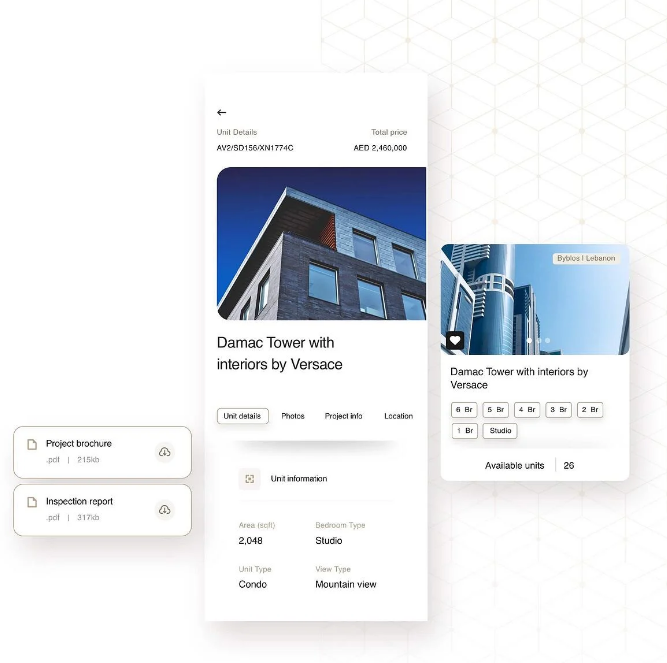 Unit Details
Total price
AV2/SD156/XN1774C
AED 2,460,000
Damac Tower with
interiors by Versace
Unit details
Photos
Project info
Location
Unit information
Area (sqft)
Bedroom Type
2,048
Studio
Unit Type
View Type
Condo
Mountain view
Project brochure
.pdf | 215kb
Inspection report
.pdf | 317kb
Byblos | Lebanon
Damac Tower with interiors by
Versace
6 Br
5 Br
4 Br
3 Br
2 Br
1 Br
Studio
Available units | 26